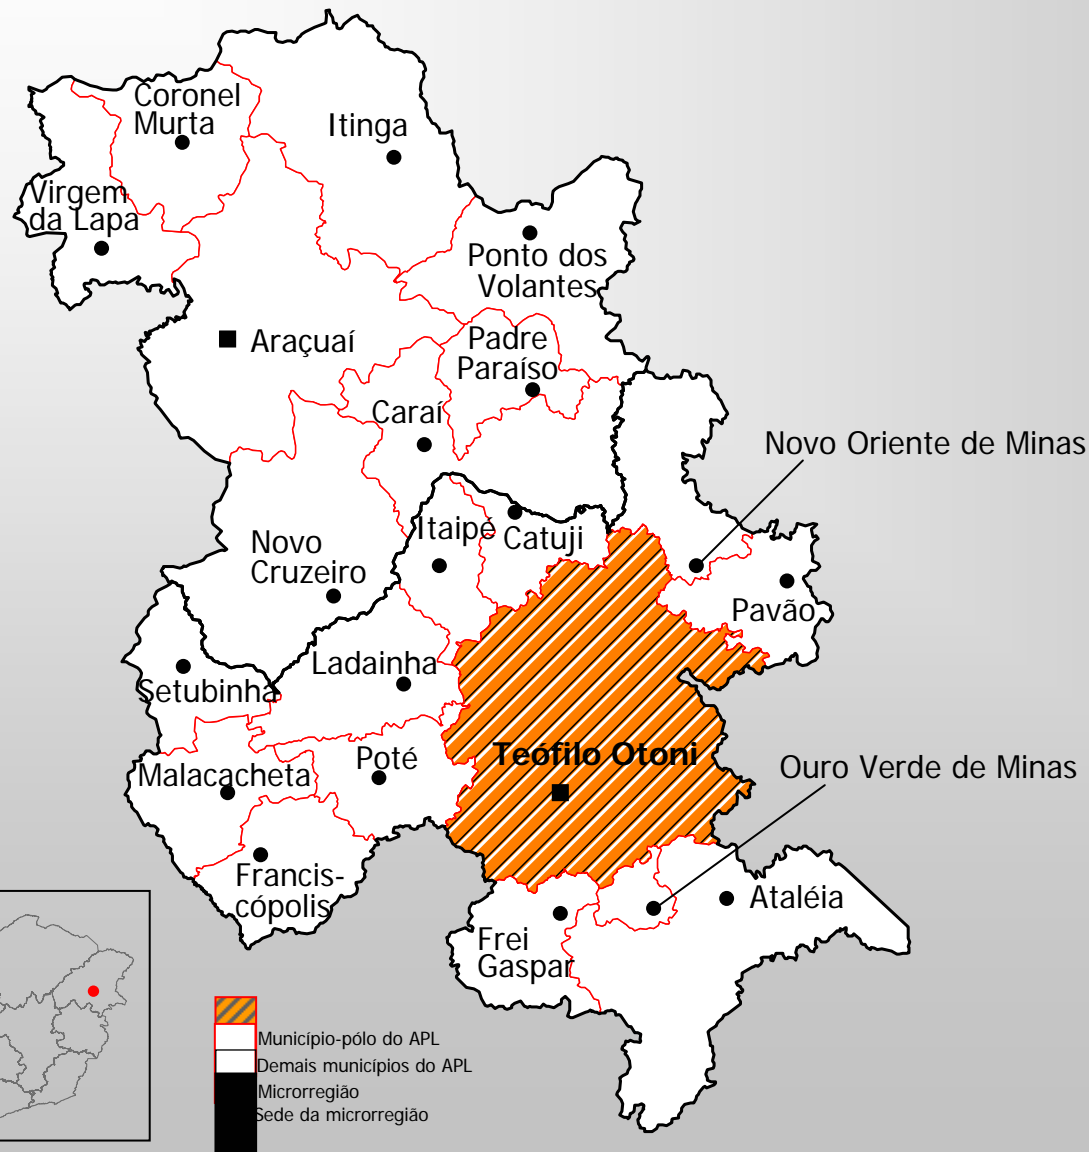 Coronel
Murta
Itinga
Virgem
da Lapa
Ponto dos
Volantes
Araçuaí
Padre
Paraíso
Caraí
Novo Oriente de Minas
Itaipé
Catuji
Novo
Cruzeiro
Pavão
Ladainha
Setubinha
Teófilo Otoni
Poté
Malacacheta
Ouro Verde de Minas
Francis-
cópolis
Ataléia
Frei
Gaspar
Município-pólo do APL
Demais municípios do APL
Microrregião
Sede da microrregião